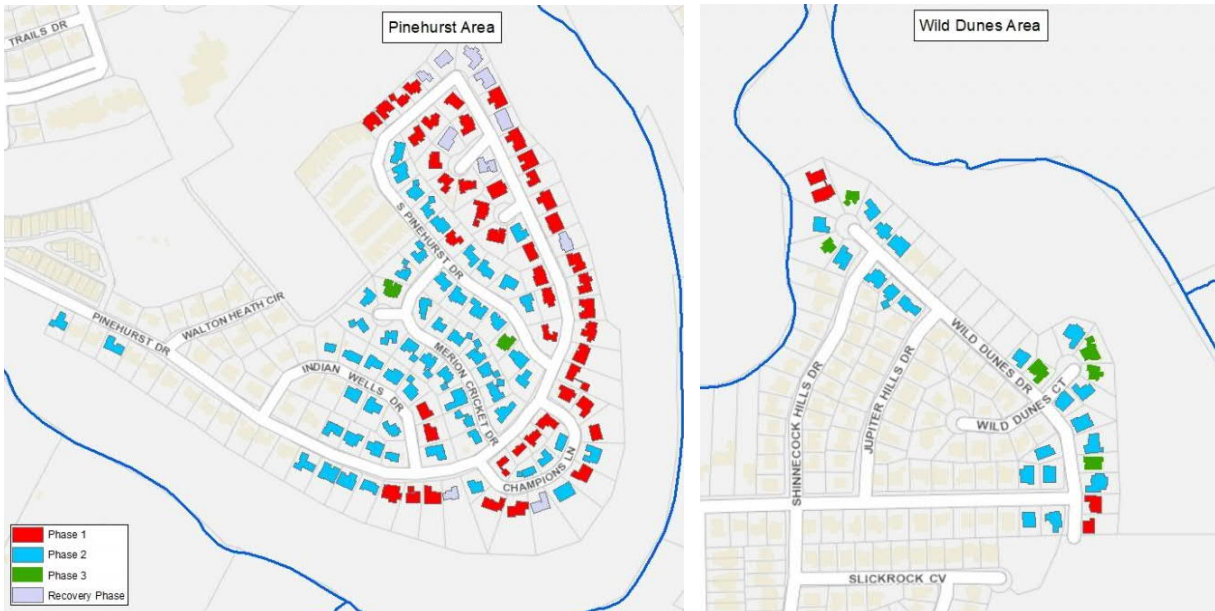 Pinehurst Area
TRAILS DR
S PINEHURST DR
WALTON HEATH CIR
PINEHURST DR
INDIAN WELLS DR
MERION CRICKET DR
CHAMPIONS LN
Phase 1
Phase 2
Phase 3
Recovery Phase
Wild Dunes Area
WILD DUNES DR
SHINNECOCK HILLS DR
JUPITER HILLS DR
WILD DUNES CT
SLICKROCK CV